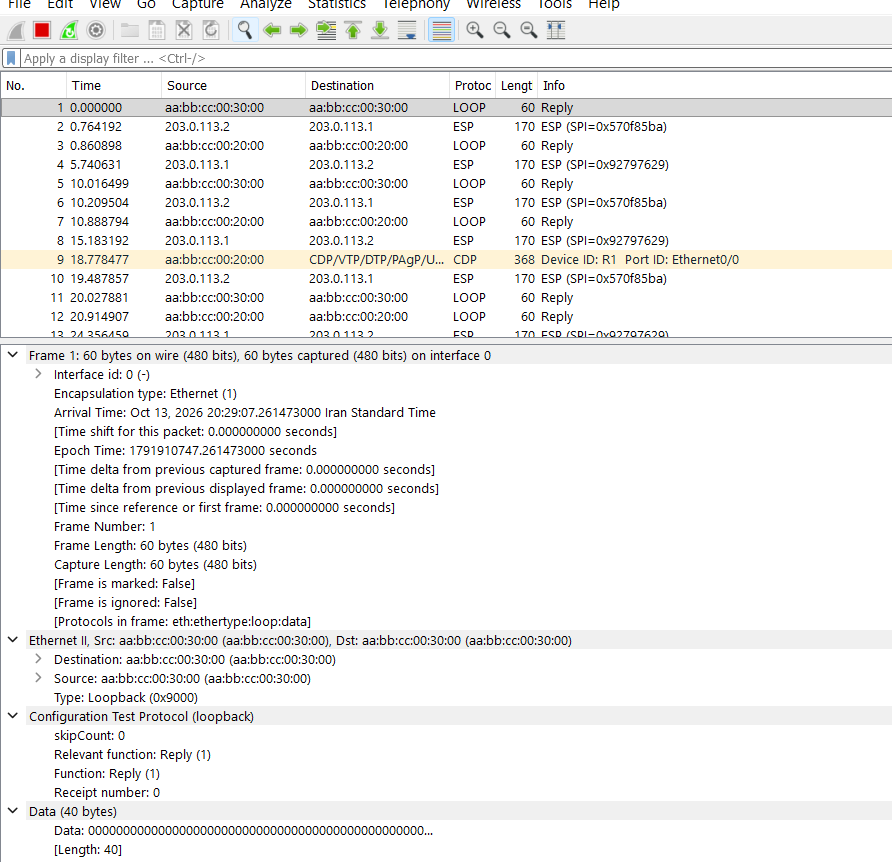 File Edit View Go Capture Analyze Statistics Telephony Wireless Tools Help
Apply a display filter ... <Ctrl-/>
No. Time Source Destination Protoc Lengt Info
1 0.000000 aa:bb:cc:00:30:00 aa:bb:cc:00:30:00 LOOP 60 Reply
2 0.764192 203.0.113.2 203.0.113.1 ESP 170 ESP (SPI=0x570f85ba)
3 0.860898 aa:bb:cc:00:20:00 aa:bb:cc:00:20:00 LOOP 60 Reply
4 5.740631 203.0.113.1 203.0.113.2 ESP 170 ESP (SPI=0x92797629)
5 10.016499 aa:bb:cc:00:30:00 aa:bb:cc:00:30:00 LOOP 60 Reply
6 10.209504 203.0.113.2 203.0.113.1 ESP 170 ESP (SPI=0x570f85ba)
7 10.888794 aa:bb:cc:00:20:00 aa:bb:cc:00:20:00 LOOP 60 Reply
8 15.183192 203.0.113.1 203.0.113.2 ESP 170 ESP (SPI=0x92797629)
9 18.778477 aa:bb:cc:00:20:00 CDP/VTP/DTP/PAgP/U... CDP 368 Device ID: R1 Port ID: Ethernet0/0
10 19.487857 203.0.113.2 203.0.113.1 ESP 170 ESP (SPI=0x570f85ba)
11 20.027881 aa:bb:cc:00:30:00 aa:bb:cc:00:30:00 LOOP 60 Reply
12 20.914907 aa:bb:cc:00:20:00 aa:bb:cc:00:20:00 LOOP 60 Reply
13 24.356459 203.0.113.1 203.0.113.2 ESP 170 ESP (SPI=0x92797629)
Frame 1: 60 bytes on wire (480 bits), 60 bytes captured (480 bits) on interface 0
Interface id: 0 (-)
Encapsulation type: Ethernet (1)
Arrival Time: Oct 13, 2026 20:29:07.261473000 Iran Standard Time
[Time shift for this packet: 0.000000000 seconds]
Epoch Time: 1791910747.261473000 seconds
[Time delta from previous captured frame: 0.000000000 seconds]
[Time delta from previous displayed frame: 0.000000000 seconds]
[Time since reference or first frame: 0.000000000 seconds]
Frame Number: 1
Frame Length: 60 bytes (480 bits)
Capture Length: 60 bytes (480 bits)
[Frame is marked: False]
[Frame is ignored: False]
[Protocols in frame: eth:ethertype:loop:data]
Ethernet II, Src: aa:bb:cc:00:30:00 (aa:bb:cc:00:30:00), Dst: aa:bb:cc:00:30:00 (aa:bb:cc:00:30:00)
Destination: aa:bb:cc:00:30:00 (aa:bb:cc:00:30:00)
Source: aa:bb:cc:00:30:00 (aa:bb:cc:00:30:00)
Type: Loopback (0x9000)
Configuration Test Protocol (loopback)
skipCount: 0
Relevant function: Reply (1)
Function: Reply (1)
Receipt number: 0
Data (40 bytes)
Data: 000000000000000000000000000000000000000000000000...
[Length: 40]